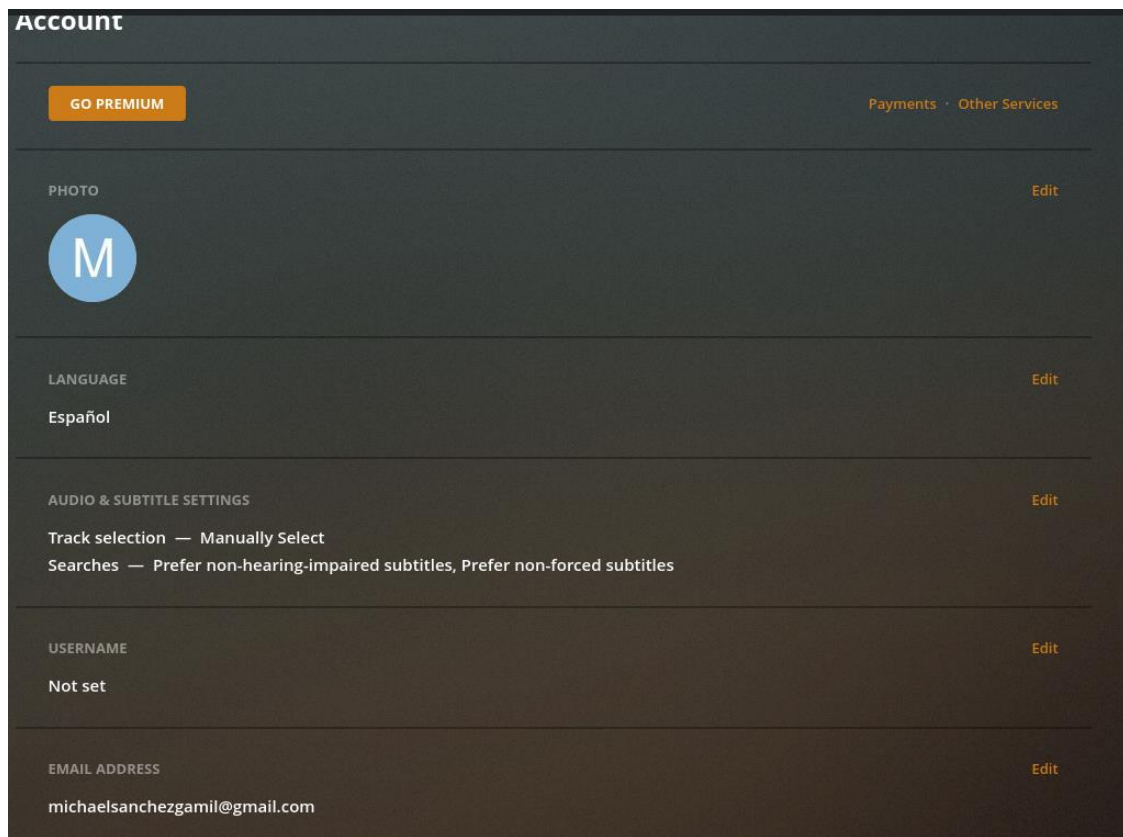 Account
GO PREMIUM
Payments · Other Services
PHOTO
Edit
M
LANGUAGE
Edit
Español
AUDIO & SUBTITLE SETTINGS
Edit
Track selection — Manually Select
Searches — Prefer non-hearing-impaired subtitles, Prefer non-forced subtitles
USERNAME
Edit
Not set
EMAIL ADDRESS
Edit
michaelsanchezgamil@gmail.com